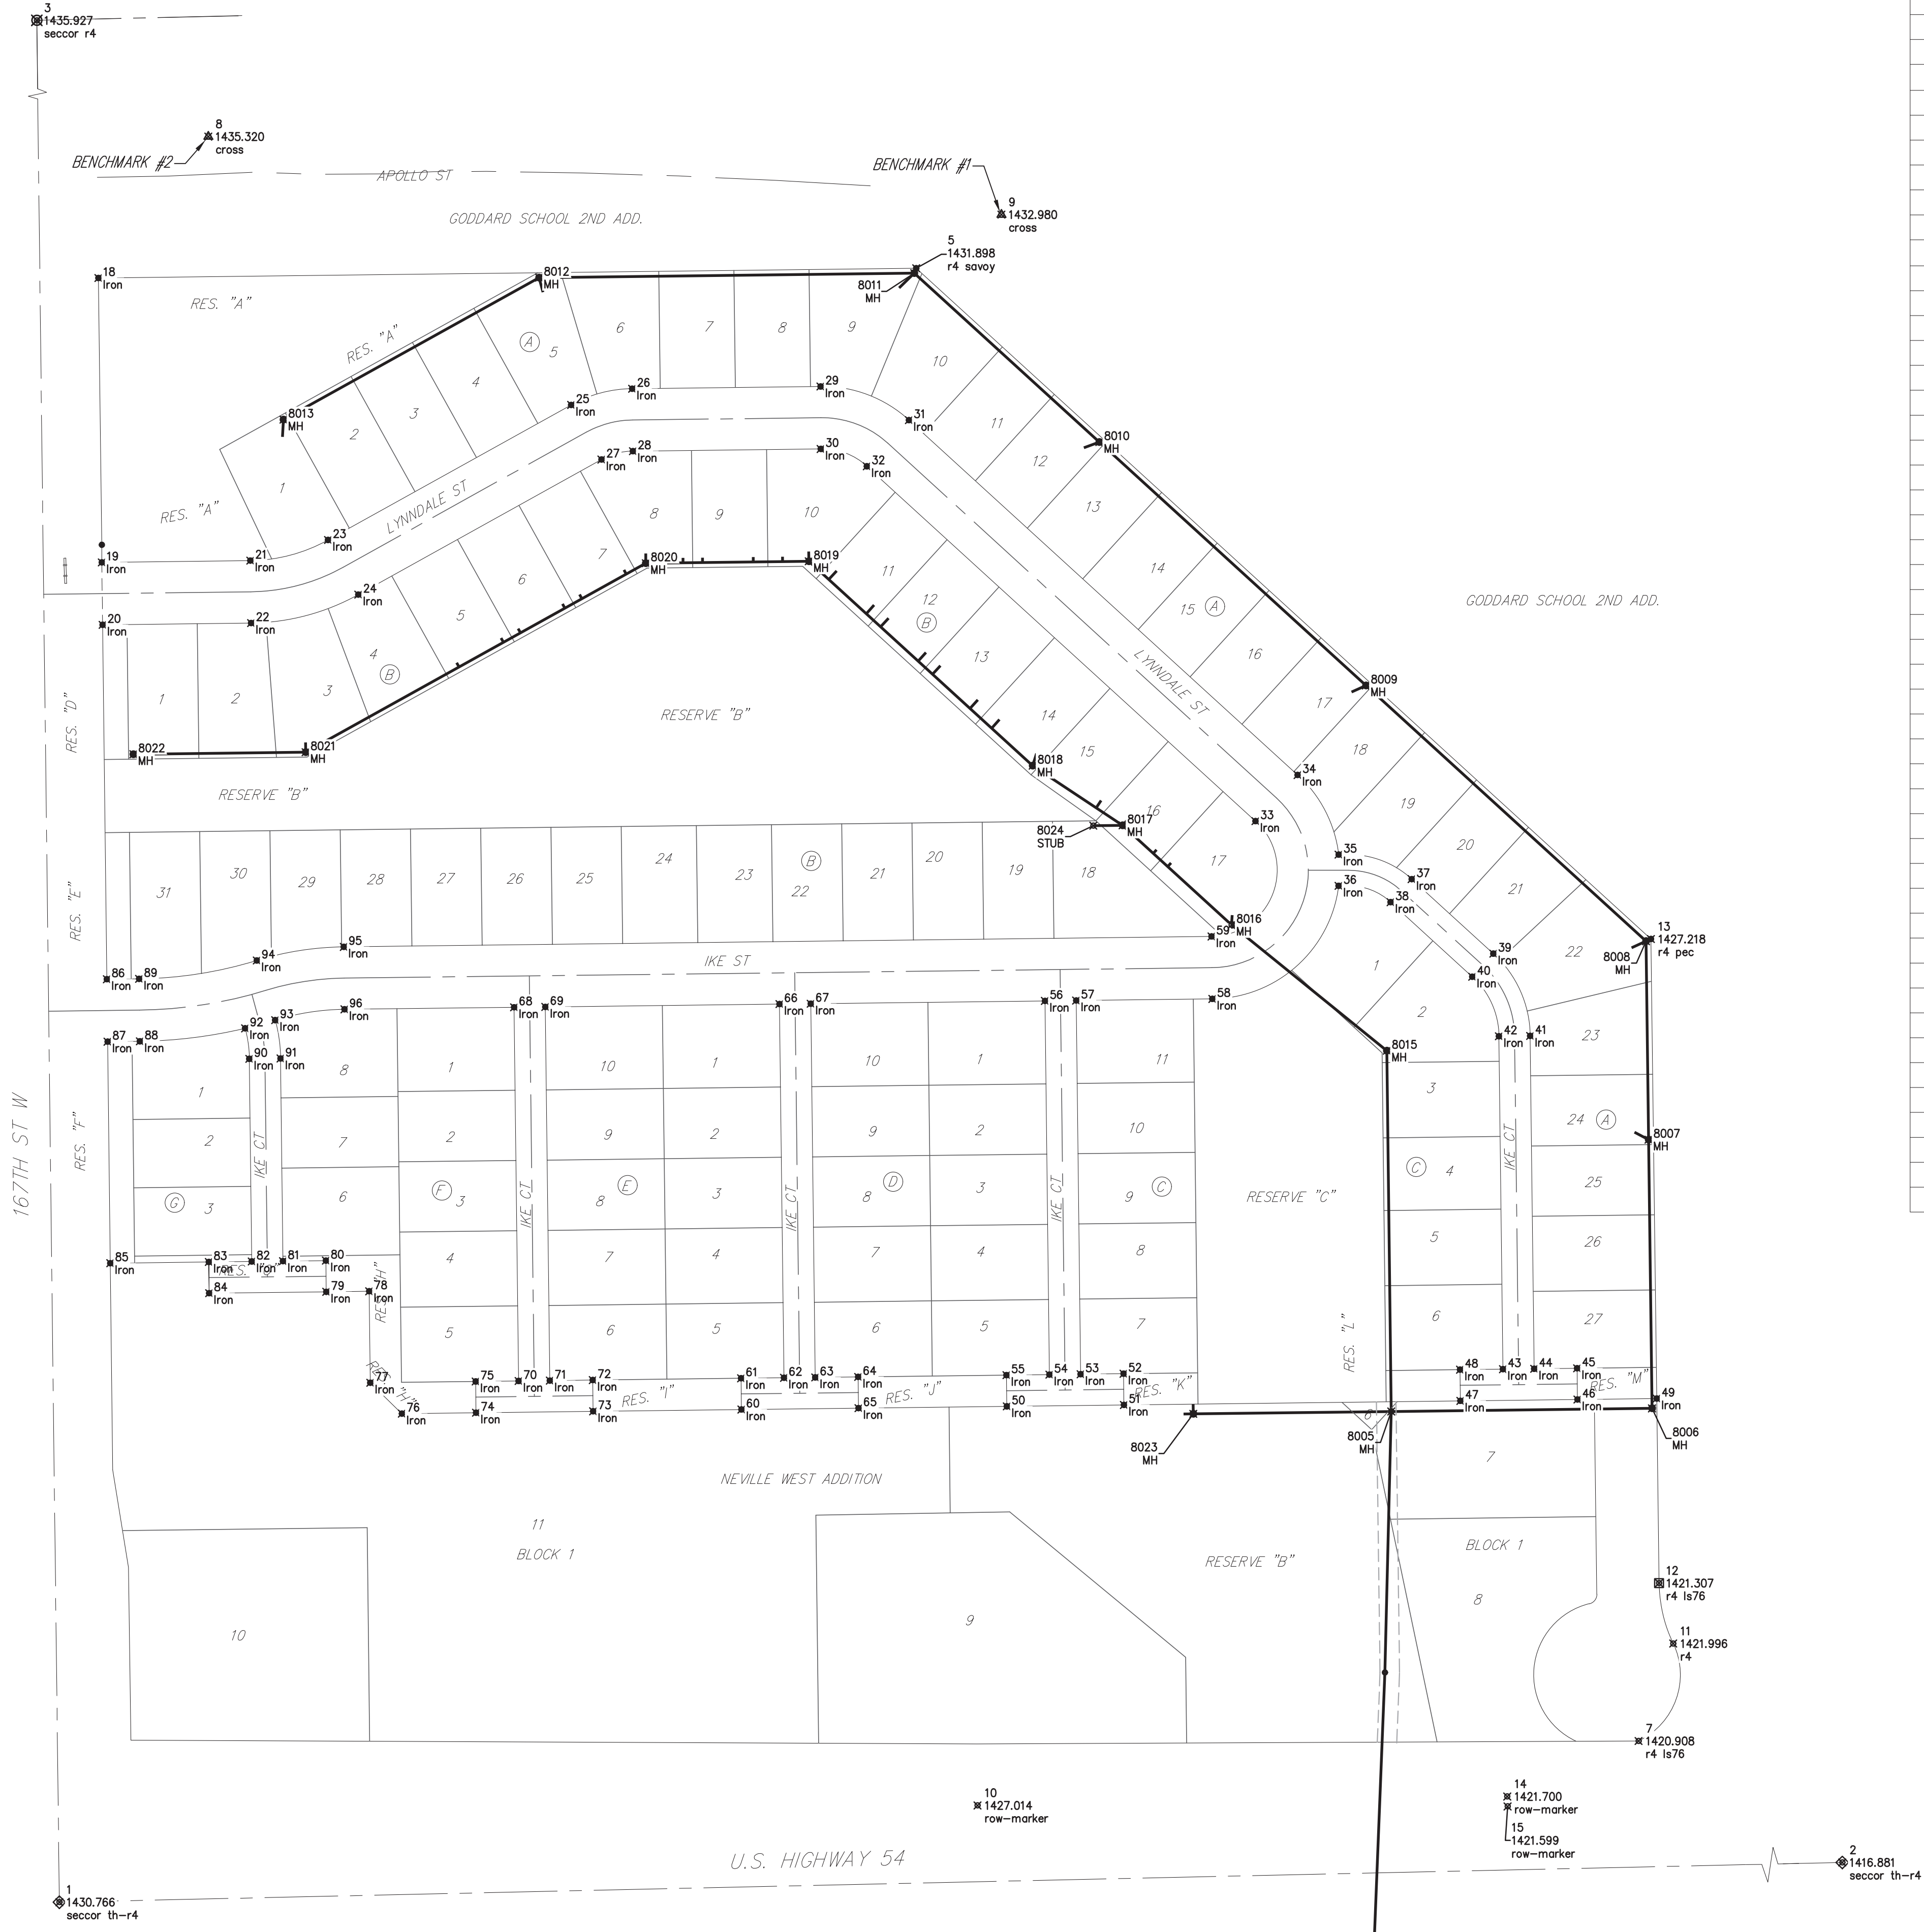 3
1435.927
seccor r4
8
1435.320
cross
BENCHMARK #2
BENCHMARK #1
APOLLO ST
9
1432.980
cross
GODDARD SCHOOL 2ND ADD.
5
1431.898
r4 savoy
18
Iron
8012
MH
8011
MH
RES. "A"
RES. "A"
6
7
8
9
A
5
10
4
26
Iron
29
Iron
25
Iron
3
8013
MH
31
Iron
2
11
8010
MH
28
Iron
30
Iron
27
Iron
32
Iron
12
1
LYNNDALE ST
8
9
10
13
RES. "A"
23
Iron
7
8020
MH
8019
MH
19
Iron
21
Iron
14
11
6
24
Iron
12
15
A
GODDARD SCHOOL 2ND ADD.
20
Iron
22
Iron
5
B
4
B
13
16
LYNNDALE ST
8009
MH
3
1
2
RES. "D"
17
RESERVE "B"
14
8022
MH
8021
MH
15
18
8018
MH
34
Iron
RESERVE "B"
19
16
33
Iron
8017
MH
8024
STUB
20
35
Iron
24
B
20
17
31
30
29
28
27
26
25
23
22
21
19
18
37
Iron
36
Iron
21
38
Iron
RES. "E"
8016
MH
59
Iron
13
1427.218
r4 pec
95
Iron
94
Iron
IKE ST
39
Iron
22
8008
MH
1
40
Iron
86
Iron
89
Iron
96
Iron
68
Iron
69
Iron
66
Iron
67
Iron
56
Iron
57
Iron
58
Iron
2
93
Iron
92
Iron
87
Iron
88
Iron
42
Iron
41
Iron
23
8015
MH
90
Iron
91
Iron
8
1
10
1
10
1
11
3
1
24
A
167TH ST W
RES. "F"
2
IKE CT
7
2
9
2
9
2
10
8007
MH
IKE CT
C
4
G
3
6
F
3
IKE CT
8
E
3
IKE CT
8
D
3
IKE CT
9
C
RESERVE "C"
25
5
26
4
7
4
7
4
8
85
Iron
83
Iron
82
Iron
81
Iron
80
Iron
84
Iron
79
Iron
78
Iron
RES. "H"
5
6
5
6
5
7
RES. "L"
6
27
77
Iron
RES. "H"
75
Iron
70
Iron
71
Iron
72
Iron
61
Iron
62
Iron
63
Iron
64
Iron
55
Iron
54
Iron
53
Iron
52
Iron
48
Iron
43
Iron
44
Iron
45
Iron
76
Iron
74
Iron
73
Iron
RES. "I"
60
Iron
65
Iron
RES. "J"
50
Iron
51
Iron
RES. "K"
47
Iron
46
Iron
RES. "M"
49
Iron
6
8023
MH
8005
MH
8006
MH
7
NEVILLE WEST ADDITION
11
BLOCK 1
RESERVE "B"
BLOCK 1
12
1421.307
r4 ls76
8
9
10
11
1421.996
r4
7
1420.908
r4 ls76
10
1427.014
row-marker
14
1421.700
row-marker
15
1421.599
row-marker
U.S. HIGHWAY 54
2
1416.881
seccor th-r4
1
1430.766
seccor th-r4